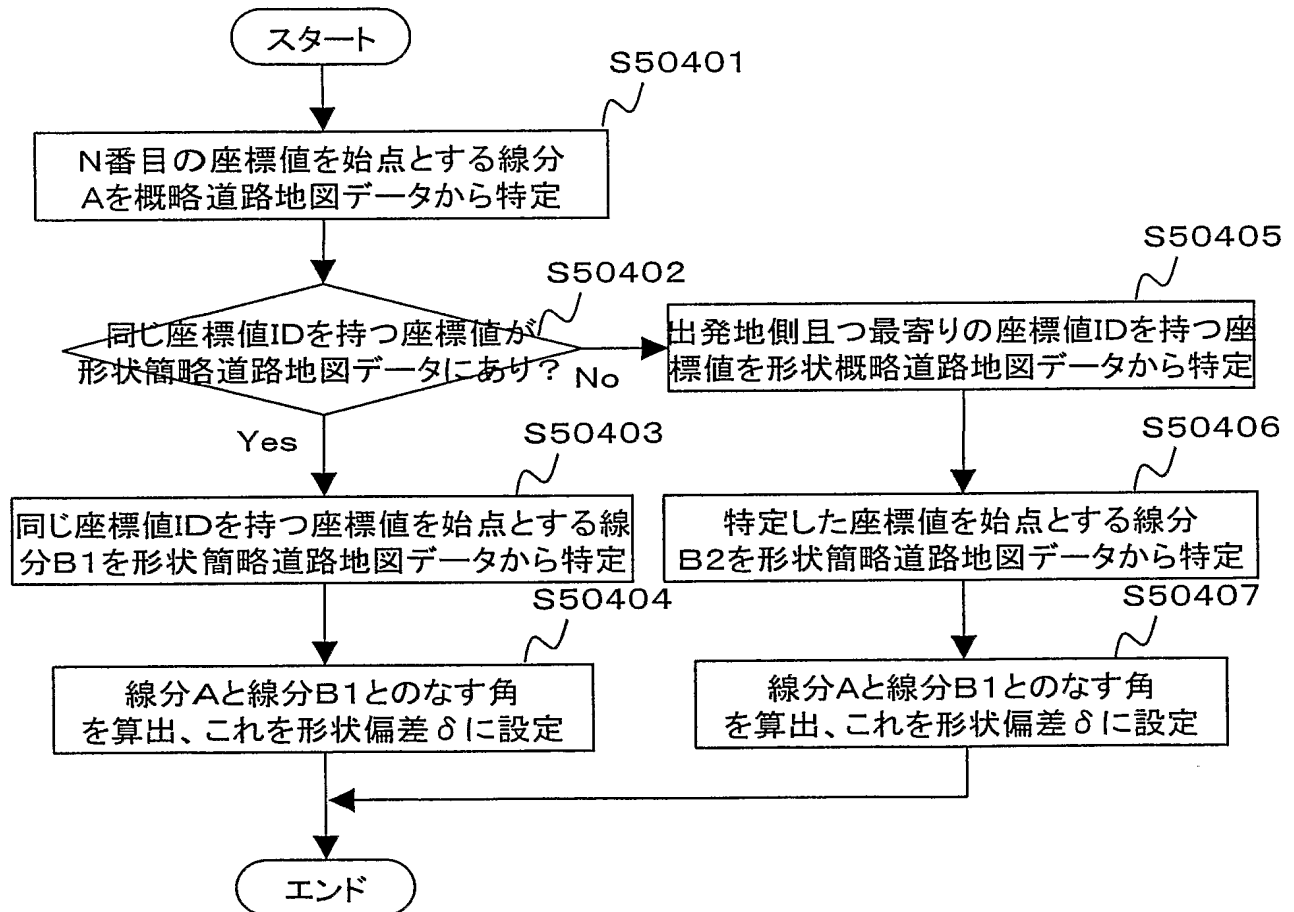 スタート
S50401
N番目の座標値を始点とする線分
Aを概略道路地図データから特定
S50402
同じ座標値IDを持つ座標値が
形状簡略道路地図データにあり?
No
Yes
S50403
同じ座標値IDを持つ座標値を始点とする線
分B1を形状簡略道路地図データから特定
S50404
線分Aと線分B1とのなす角
を算出、これを形状偏差δに設定
S50405
出発地側且つ最寄りの座標値IDを持つ座
標値を形状概略道路地図データから特定
S50406
特定した座標値を始点とする線分
B2を形状簡略道路地図データから特定
S50407
線分Aと線分B1とのなす角
を算出、これを形状偏差δに設定
エンド